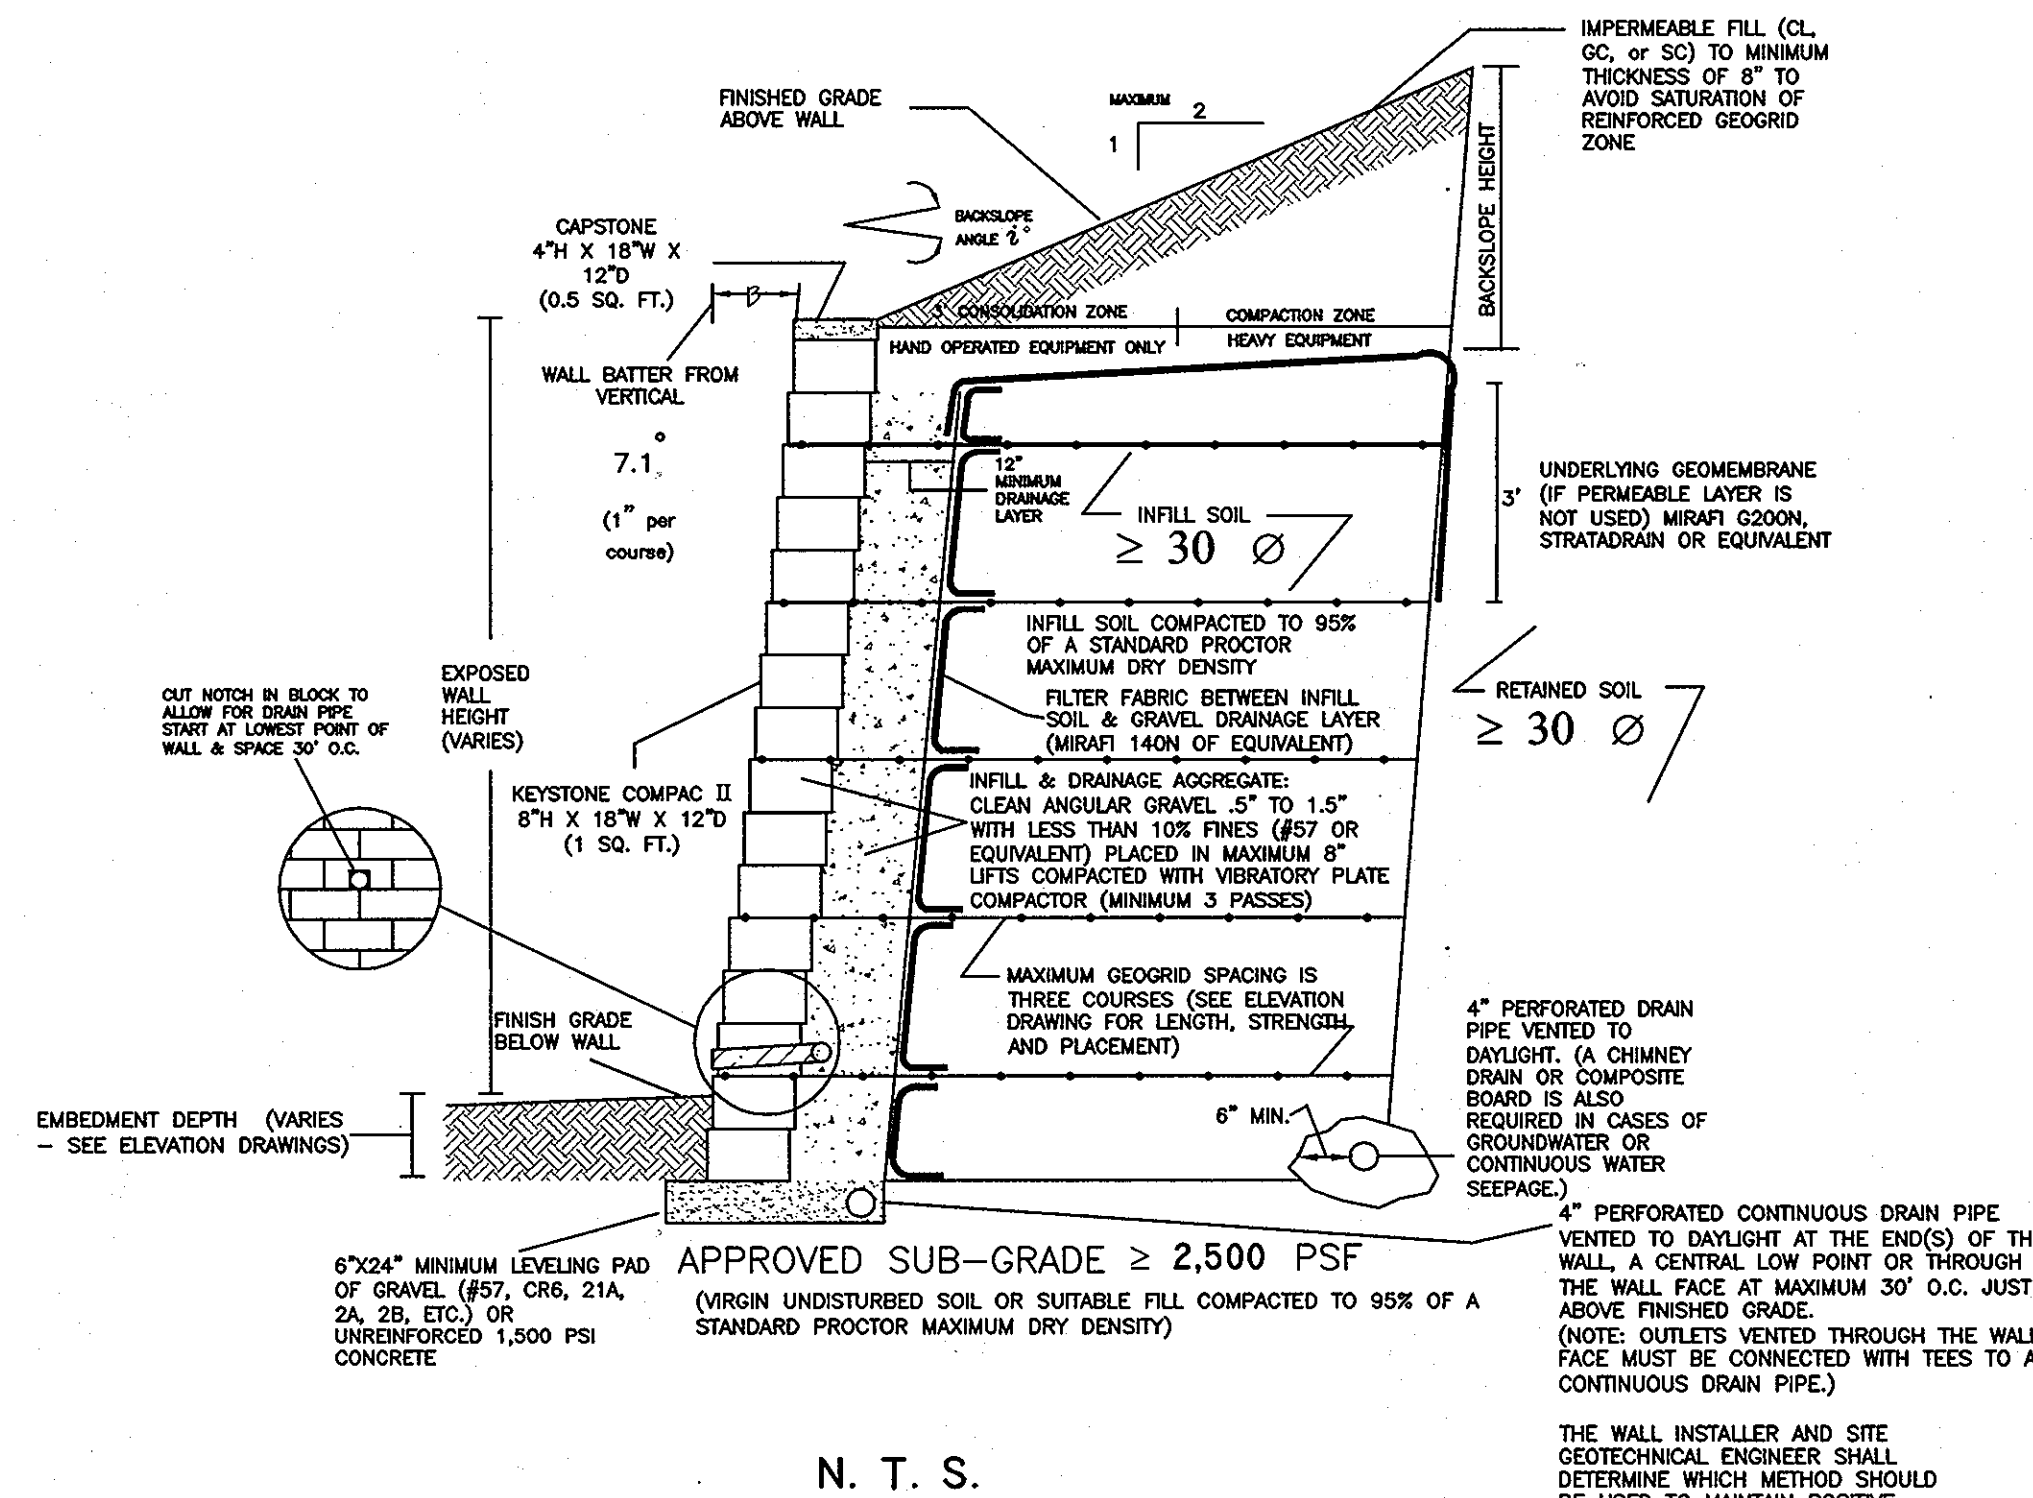 IMPERMEABLE FILL (CL,
GC, or SC) TO MINIMUM
THICKNESS OF 8" TO
AVOID SATURATION OF
REINFORCED GEOGRID
ZONE
FINISHED GRADE
ABOVE WALL
MAXIMUM
2
1
BACKSLOPE HEIGHT
BACKSLOPE
ANGLE i°
CAPSTONE
4"H X 18"W X
12"D
(0.5 SQ. FT.)
B
3' CONSOLIDATION ZONE
COMPACTION ZONE
HAND OPERATED EQUIPMENT ONLY
HEAVY EQUIPMENT
WALL BATTER FROM
VERTICAL
7.1°
(1" per
course)
12"
MINIMUM
DRAINAGE
LAYER
INFILL SOIL
≥ 30 Ø
3'
UNDERLYING GEOMEMBRANE
(IF PERMEABLE LAYER IS
NOT USED) MIRAFI G200N,
STRATADRAIN OR EQUIVALENT
INFILL SOIL COMPACTED TO 95%
OF A STANDARD PROCTOR
MAXIMUM DRY DENSITY
FILTER FABRIC BETWEEN INFILL
SOIL & GRAVEL DRAINAGE LAYER
(MIRAFI 140N OF EQUIVALENT)
RETAINED SOIL
≥ 30 Ø
EXPOSED
WALL
HEIGHT
(VARIES)
CUT NOTCH IN BLOCK TO
ALLOW FOR DRAIN PIPE
START AT LOWEST POINT OF
WALL & SPACE 30' O.C.
KEYSTONE COMPAC II
8"H X 18"W X 12"D
(1 SQ. FT.)
INFILL & DRAINAGE AGGREGATE:
CLEAN ANGULAR GRAVEL .5" TO 1.5"
WITH LESS THAN 10% FINES (#57 OR
EQUIVALENT) PLACED IN MAXIMUM 8"
LIFTS COMPACTED WITH VIBRATORY PLATE
COMPACTOR (MINIMUM 3 PASSES)
MAXIMUM GEOGRID SPACING IS
THREE COURSES (SEE ELEVATION
DRAWING FOR LENGTH, STRENGTH
AND PLACEMENT)
FINISH GRADE
BELOW WALL
EMBEDMENT DEPTH (VARIES
- SEE ELEVATION DRAWINGS)
6" MIN.
4" PERFORATED DRAIN
PIPE VENTED TO
DAYLIGHT. (A CHIMNEY
DRAIN OR COMPOSITE
BOARD IS ALSO
REQUIRED IN CASES OF
GROUNDWATER OR
CONTINUOUS WATER
SEEPAGE.)
4" PERFORATED CONTINUOUS DRAIN PIPE
VENTED TO DAYLIGHT AT THE END(S) OF TH
WALL, A CENTRAL LOW POINT OR THROUGH
THE WALL FACE AT MAXIMUM 30' O.C. JUST
ABOVE FINISHED GRADE.
(NOTE: OUTLETS VENTED THROUGH THE WALL
FACE MUST BE CONNECTED WITH TEES TO A
CONTINUOUS DRAIN PIPE.)
6"X24" MINIMUM LEVELING PAD
OF GRAVEL (#57, CR6, 21A,
2A, 2B, ETC.) OR
UNREINFORCED 1,500 PSI
CONCRETE
APPROVED SUB-GRADE ≥ 2,500 PSF
(VIRGIN UNDISTURBED SOIL OR SUITABLE FILL COMPACTED TO 95% OF A
STANDARD PROCTOR MAXIMUM DRY DENSITY)
THE WALL INSTALLER AND SITE
GEOTECHNICAL ENGINEER SHALL
DETERMINE WHICH METHOD SHOULD
BE USED TO MAINTAIN POSITIVE
N. T. S.